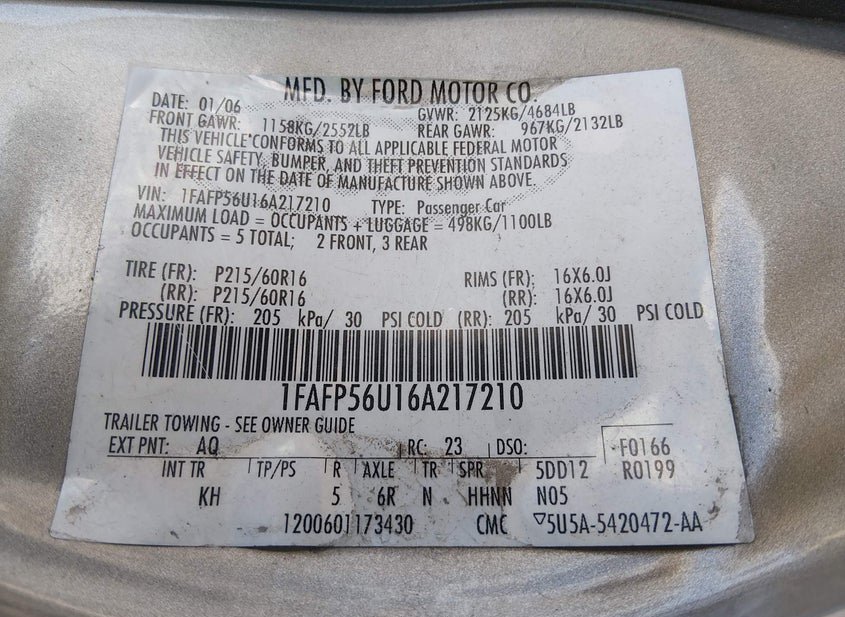 MFD. BY FORD MOTOR CO.
DATE: 01/06 GVWR: 2125KG/4684LB
FRONT GAWR: 1158KG/2552LB REAR GAWR: 967KG/2132LB
THIS VEHICLE CONFORMS TO ALL APPLICABLE FEDERAL MOTOR
VEHICLE SAFETY, BUMPER, AND THEFT PREVENTION STANDARDS
IN EFFECT ON THE DATE OF MANUFACTURE SHOWN ABOVE
VIN: 1FAFP56U16A217210 TYPE: Passenger Car
MAXIMUM LOAD = OCCUPANTS + LUGGAGE = 498KG/1100LB
OCCUPANTS = 5 TOTAL; 2 FRONT, 3 REAR
TIRE (FR): P215/60R16 RIMS (FR): 16X6.0J
(RR): P215/60R16 (RR): 16X6.0J
PRESSURE (FR): 205 kPa/ 30 PSI COLD (RR): 205 kPa/ 30 PSI COLD
1FAFP56U16A217210
TRAILER TOWING - SEE OWNER GUIDE
EXT PNT: AQ RC: 23 DSO: F0166
INT TR TP/PS R AXLE TR SPR 5DD12 R0199
KH 5 6R N HHNN N05
1200601173430 CMC ▽5U5A-5420472-AA